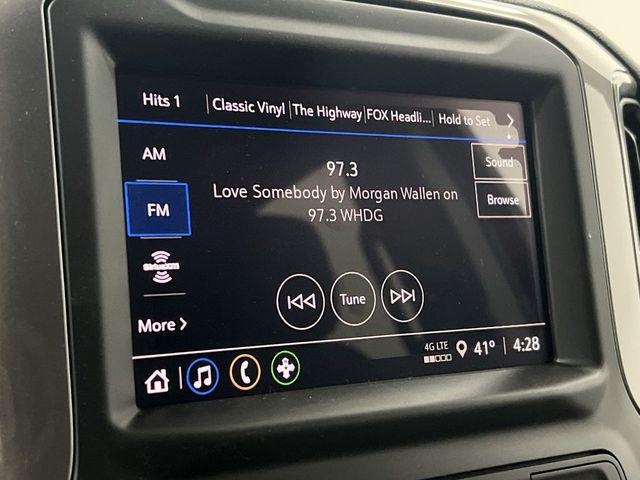 Hits 1 Classic Vinyl The Highway FOX Headli... Hold to Set
AM
97.3
Sound
Love Somebody by Morgan Wallen on
97.3 WHDG
Browse
FM
SiriusXM
Tune
More
4G LTE 41° 4:28